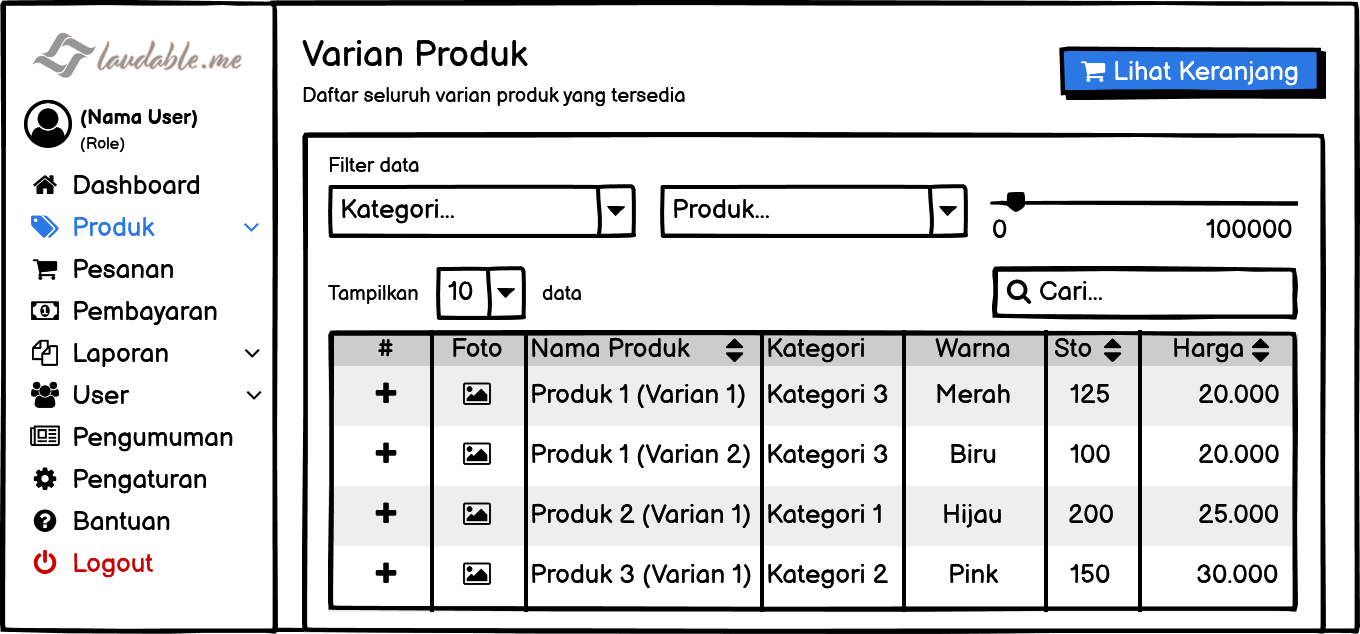 laudable.me
(Nama User)
(Role)
Dashboard
Produk
Pesanan
Pembayaran
Laporan
User
Pengumuman
Pengaturan
Bantuan
Logout
Varian Produk
Daftar seluruh varian produk yang tersedia
Lihat Keranjang
Filter data
Kategori...
Produk...
0 100000
Tampilkan 10 data
Cari...
# Foto Nama Produk Kategori Warna Sto Harga
Produk 1 (Varian 1) Kategori 3 Merah 125 20.000
Produk 1 (Varian 2) Kategori 3 Biru 100 20.000
Produk 2 (Varian 1) Kategori 1 Hijau 200 25.000
Produk 3 (Varian 1) Kategori 2 Pink 150 30.000